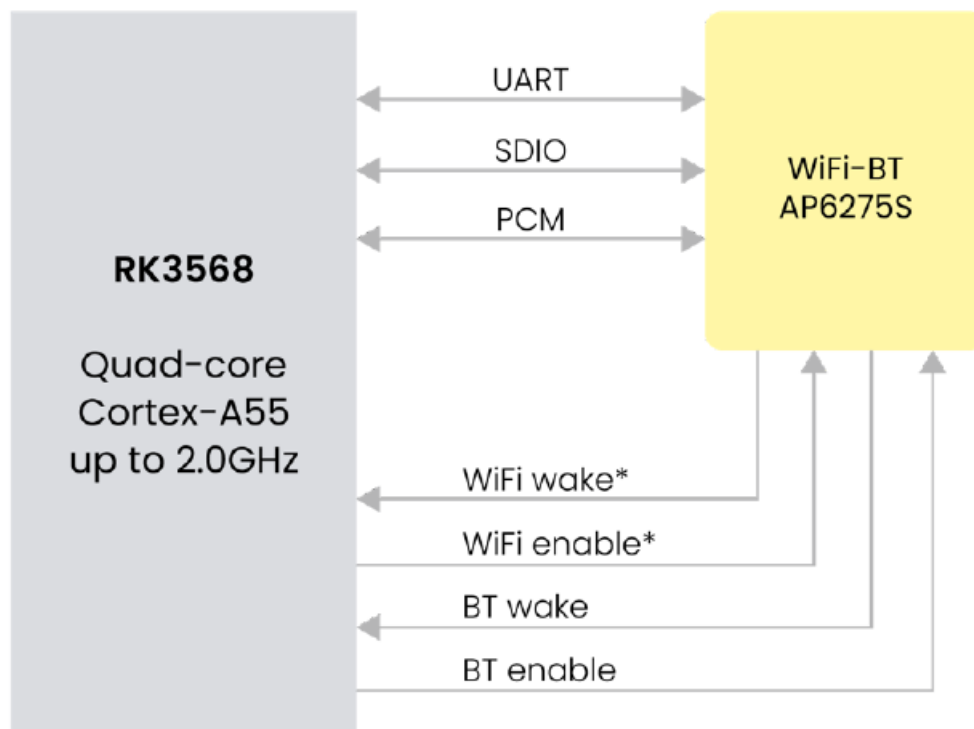 RK3568
Quad-core
Cortex-A55
up to 2.0GHz
UART
SDIO
PCM
WiFi-BT
AP6275S
WiFi wake*
WiFi enable*
BT wake
BT enable